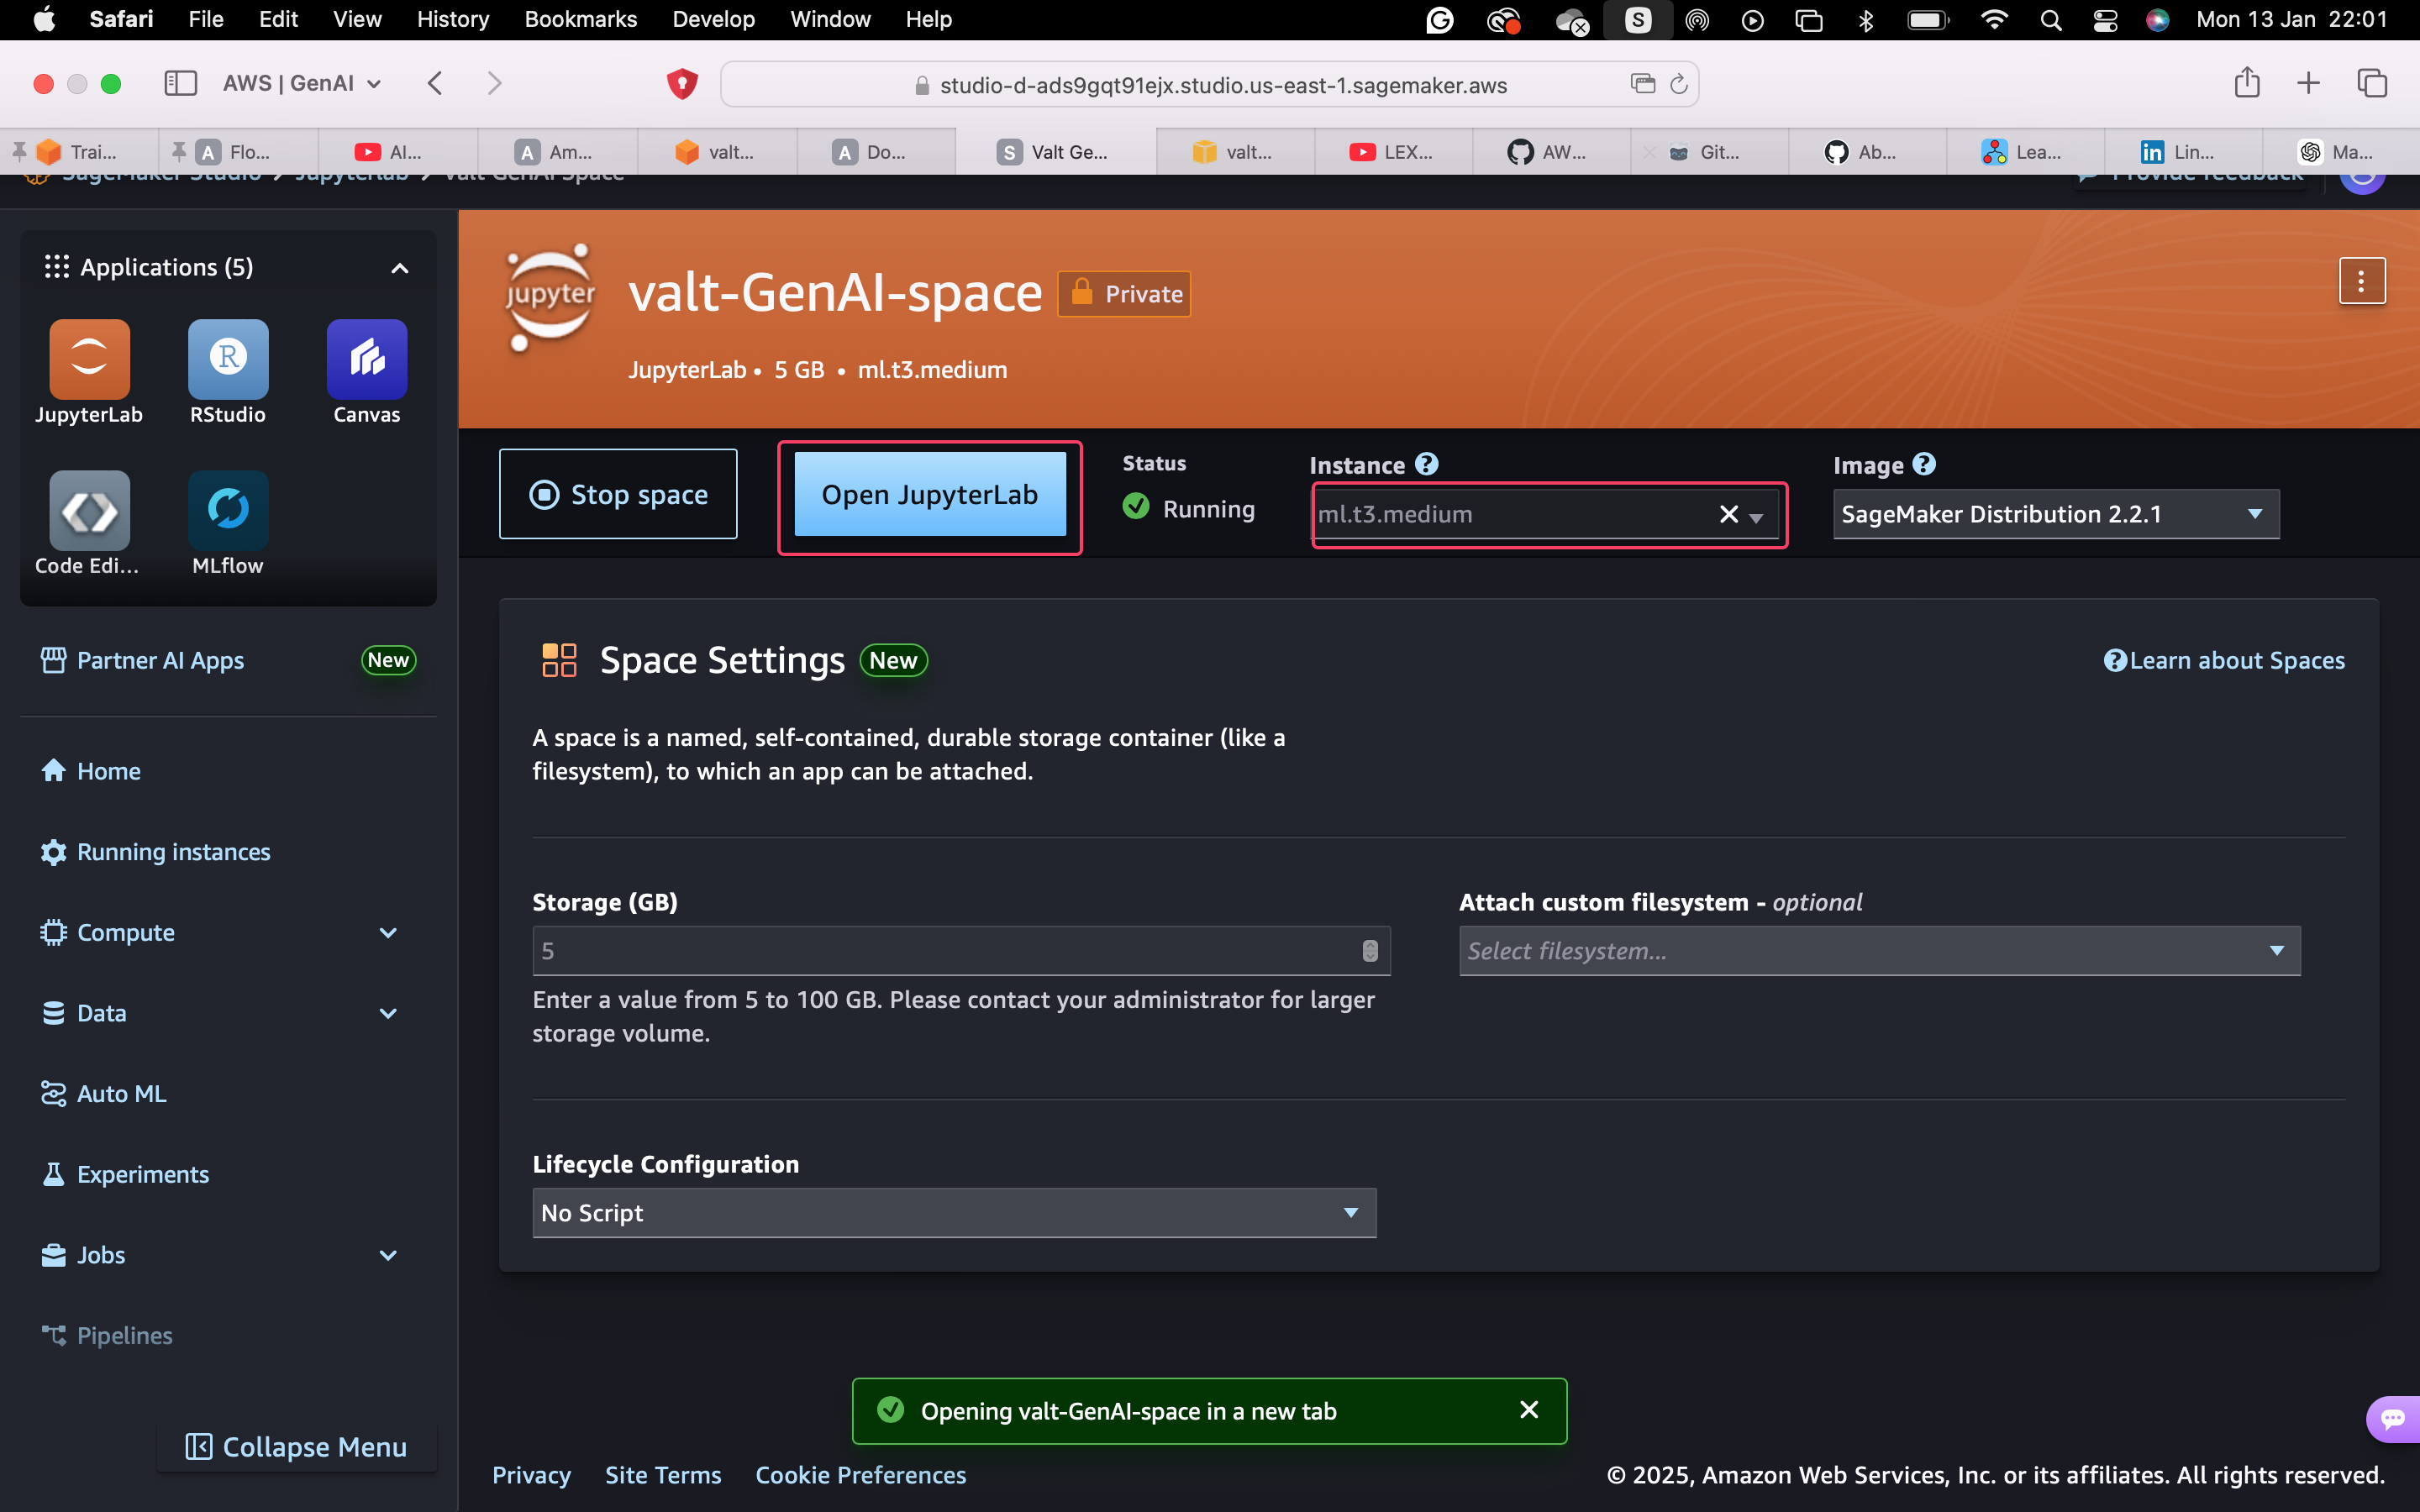 Safari File Edit View History Bookmarks Develop Window Help Mon 13 Jan 22:01
AWS | GenAI studio-d-ads9gqt91ejx.studio.us-east-1.sagemaker.aws
Trai... Flo... AI... Am... valt... Do... Valt Ge... valt... LEX... AW... Git... Ab... Lea... Lin... Ma...
SageMaker Studio > JupyterLab > Valt GenAI Space Provide feedback
Applications (5)
JupyterLab RStudio Canvas
Code Edi... MLflow
Partner AI Apps New
Home
Running instances
Compute
Data
Auto ML
Experiments
Jobs
Pipelines
Collapse Menu
jupyter
valt-GenAI-space Private
JupyterLab • 5 GB • ml.t3.medium
Stop space
Open JupyterLab
Status
Running
Instance
ml.t3.medium
Image
SageMaker Distribution 2.2.1
Space Settings New
Learn about Spaces
A space is a named, self-contained, durable storage container (like a
filesystem), to which an app can be attached.
Storage (GB)
5
Enter a value from 5 to 100 GB. Please contact your administrator for larger
storage volume.
Attach custom filesystem - optional
Select filesystem...
Lifecycle Configuration
No Script
Opening valt-GenAI-space in a new tab
Privacy Site Terms Cookie Preferences
© 2025, Amazon Web Services, Inc. or its affiliates. All rights reserved.